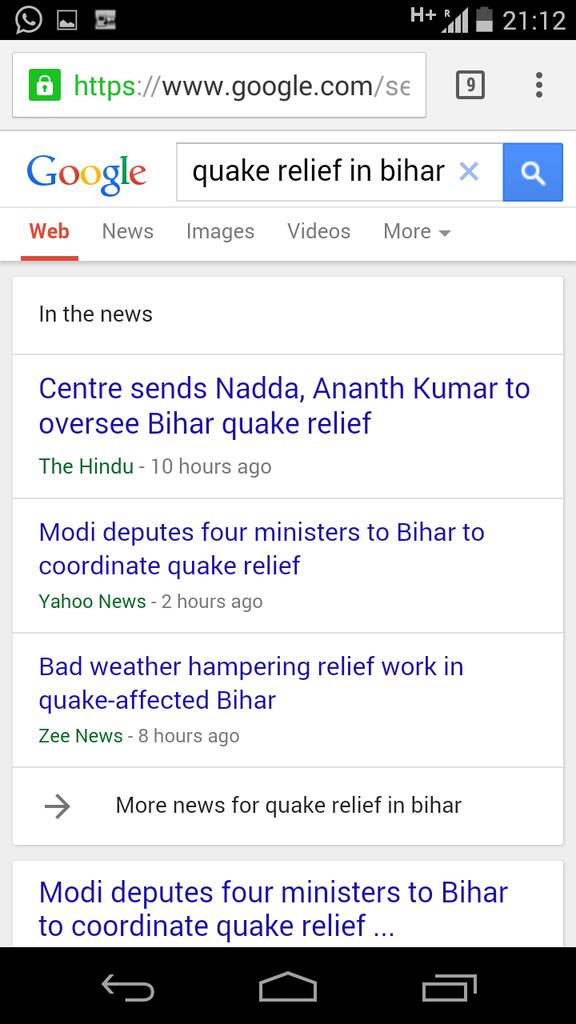 H+ R 21:12
https://www.google.com/se
9
Google
quake relief in bihar
Web News Images Videos More
In the news
Centre sends Nadda, Ananth Kumar to
oversee Bihar quake relief
The Hindu - 10 hours ago
Modi deputes four ministers to Bihar to
coordinate quake relief
Yahoo News - 2 hours ago
Bad weather hampering relief work in
quake-affected Bihar
Zee News - 8 hours ago
More news for quake relief in bihar
Modi deputes four ministers to Bihar
to coordinate quake relief ...